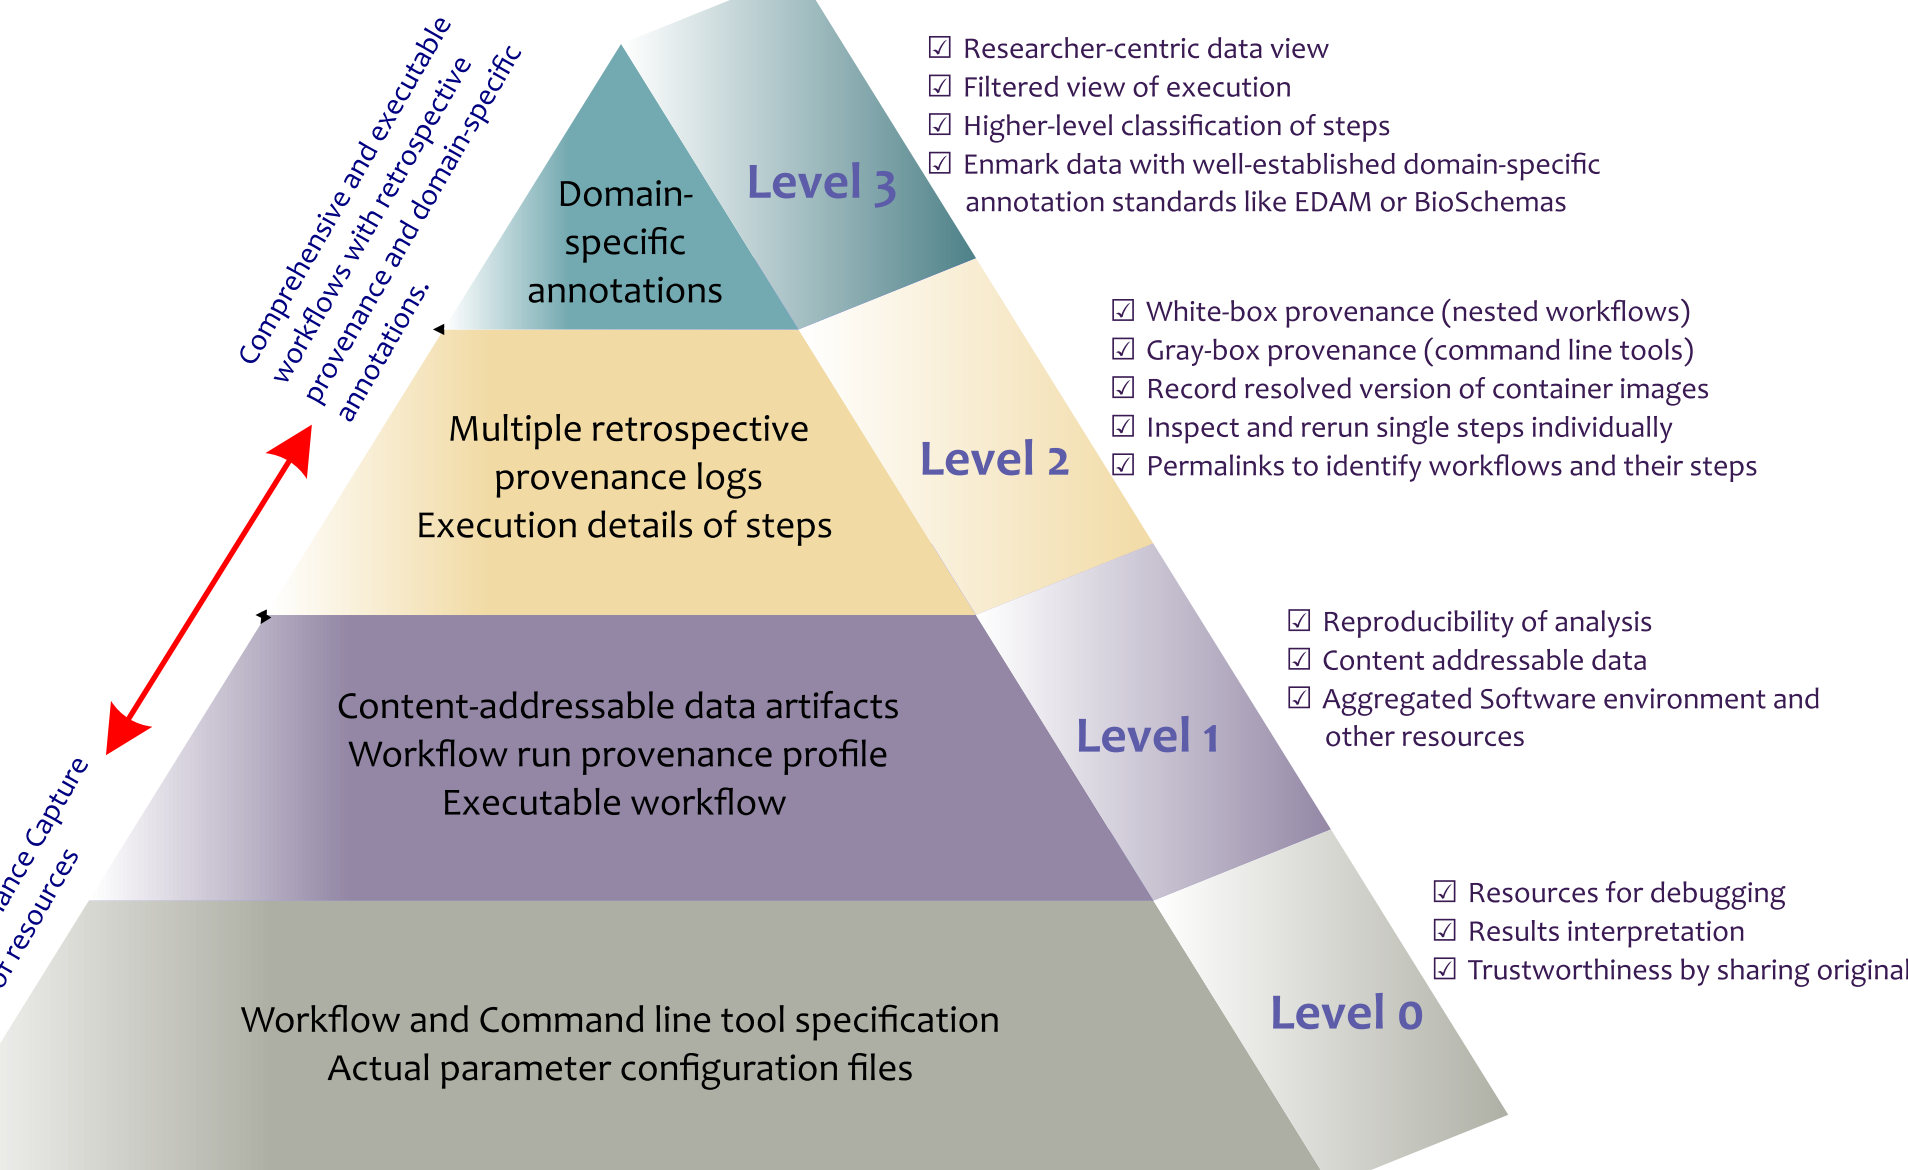 Comprehensive and executable
workflows with retrospective
provenance and domain-specific
annotations.
Capture
of resources
Domain-
specific
annotations
Level 3
☑ Researcher-centric data view
☑ Filtered view of execution
☑ Higher-level classification of steps
☑ Enmark data with well-established domain-specific
annotation standards like EDAM or BioSchemas
Multiple retrospective
provenance logs
Execution details of steps
Level 2
☑ White-box provenance (nested workflows)
☑ Gray-box provenance (command line tools)
☑ Record resolved version of container images
☑ Inspect and rerun single steps individually
☑ Permalinks to identify workflows and their steps
Content-addressable data artifacts
Workflow run provenance profile
Executable workflow
Level 1
☑ Reproducibility of analysis
☑ Content addressable data
☑ Aggregated Software environment and
other resources
Workflow and Command line tool specification
Actual parameter configuration files
Level 0
☑ Resources for debugging
☑ Results interpretation
☑ Trustworthiness by sharing original